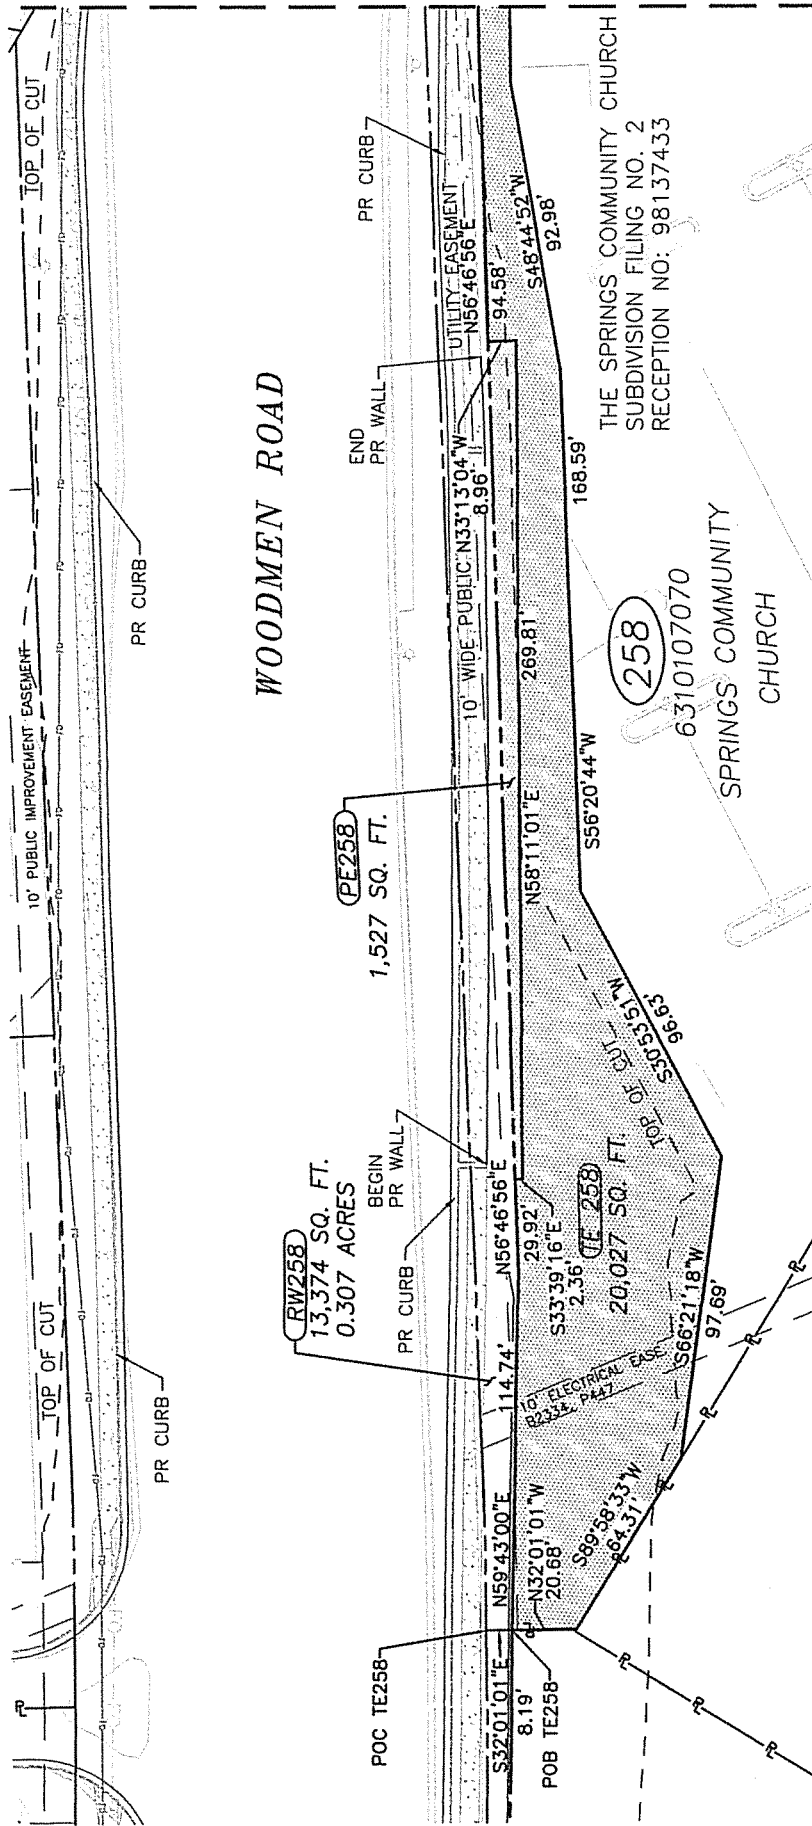 TOP OF CUT
PR CURB
10' PUBLIC IMPROVEMENT EASEMENT
PR CURB
TOP OF CUT
WOODMEN ROAD
RW258
13,374 SQ. FT.
0.307 ACRES
BEGIN
PR WALL
PR CURB
PE258
1,527 SQ. FT.
END
PR WALL
PR CURB
POC TE258
S32°01'01"E
8.19'
POB TE258
N59°43'00"E
114.74'
N56°46'56"E
29.92'
S33°39'16"E
2.36'
N58°11'01"E
269.81'
10' WIDE PUBLIC UTILITY EASEMENT
N33°13'04"W
8.96'
N56°46'56"E
94.58'
S48°44'52"W
92.98'
168.59'
S56°20'44"W
TOP OF CUT
S30°53'51"W
96.63'
TE 258
20,027 SQ. FT.
S66°21'18"W
97.69'
10' ELECTRICAL EASE.
B2334, P447
S89°58'33"W
64.31'
N32°01'01"W
20.68'
THE SPRINGS COMMUNITY CHURCH
SUBDIVISION FILING NO. 2
RECEPTION NO: 98137433
258
6310107070
SPRINGS COMMUNITY
CHURCH